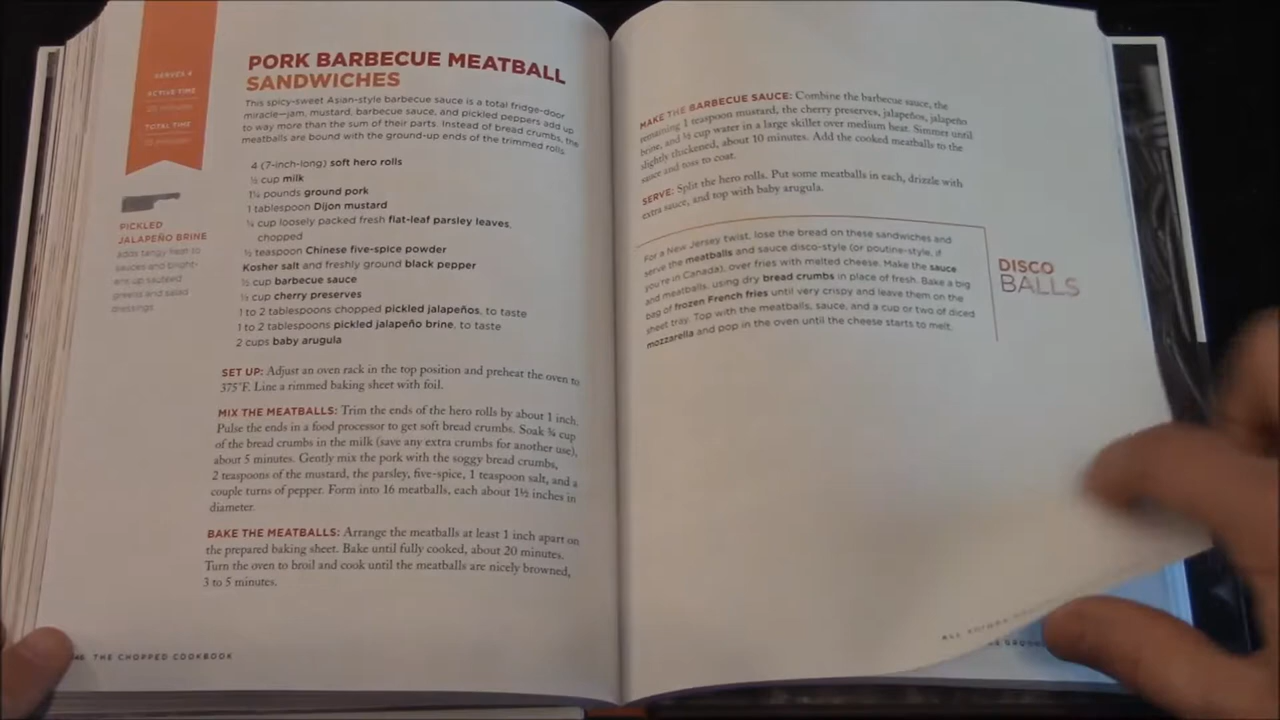 SERVES 4
ACTIVE TIME
TOTAL TIME
PORK BARBECUE MEATBALL
SANDWICHES
This spicy-sweet Asian-style barbecue sauce is a total fridge-door
miracle—jam, mustard, barbecue sauce, and pickled peppers add up
to way more than the sum of their parts. Instead of bread crumbs, the
meatballs are bound with the ground-up ends of the trimmed rolls.
4 (7-inch-long) soft hero rolls
½ cup milk
1¼ pounds ground pork
1 tablespoon Dijon mustard
¼ cup loosely packed fresh flat-leaf parsley leaves,
chopped
½ teaspoon Chinese five-spice powder
Kosher salt and freshly ground black pepper
½ cup barbecue sauce
⅓ cup cherry preserves
1 to 2 tablespoons chopped pickled jalapeños, to taste
1 to 2 tablespoons pickled jalapeño brine, to taste
2 cups baby arugula
PICKLED
JALAPEÑO BRINE
adds tangy heat to
sauces and bright-
ens up sautéed
greens and salad
dressings.
SET UP: Adjust an oven rack in the top position and preheat the oven to
375°F. Line a rimmed baking sheet with foil.
MIX THE MEATBALLS: Trim the ends of the hero rolls by about 1 inch.
Pulse the ends in a food processor to get soft bread crumbs. Soak ¾ cup
of the bread crumbs in the milk (save any extra crumbs for another use),
about 5 minutes. Gently mix the pork with the soggy bread crumbs,
2 teaspoons of the mustard, the parsley, five-spice, 1 teaspoon salt, and a
couple turns of pepper. Form into 16 meatballs, each about 1½ inches in
diameter.
BAKE THE MEATBALLS: Arrange the meatballs at least 1 inch apart on
the prepared baking sheet. Bake until fully cooked, about 20 minutes.
Turn the oven to broil and cook until the meatballs are nicely browned,
3 to 5 minutes.
THE CHOPPED COOKBOOK
MAKE THE BARBECUE SAUCE: Combine the barbecue sauce, the
remaining 1 teaspoon mustard, the cherry preserves, jalapeños, jalapeño
brine, and ½ cup water in a large skillet over medium heat. Simmer until
slightly thickened, about 10 minutes. Add the cooked meatballs to the
sauce and toss to coat.
SERVE: Split the hero rolls. Put some meatballs in each, drizzle with
extra sauce, and top with baby arugula.
For a New Jersey twist, lose the bread on these sandwiches and
serve the meatballs and sauce disco-style (or poutine-style, if
you're in Canada), over fries with melted cheese. Make the sauce
and meatballs, using dry bread crumbs in place of fresh. Bake a big
bag of frozen French fries until very crispy and leave them on the
sheet tray. Top with the meatballs, sauce, and a cup or two of diced
mozzarella and pop in the oven until the cheese starts to melt.
DISCO
BALLS